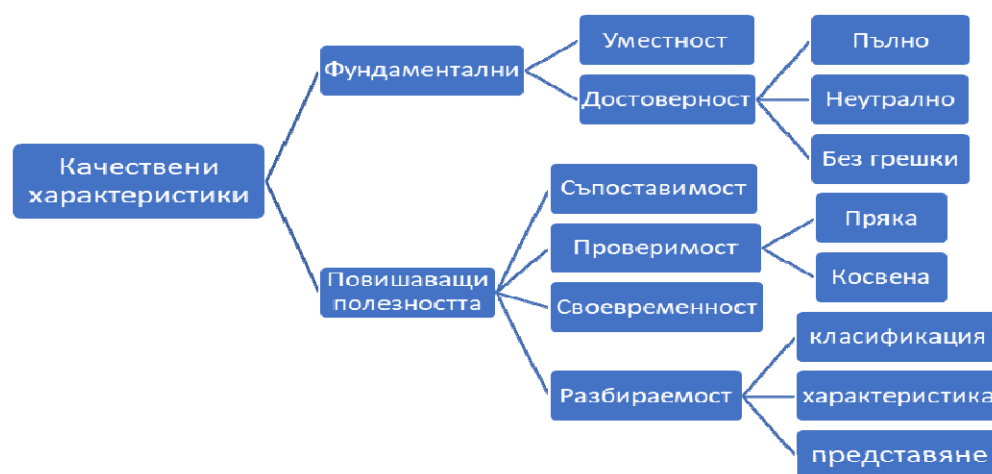 Качествени
характеристики
Фундаментални
Уместност
Достоверност
Пълно
Неутрално
Без грешки
Повишаващи
полезността
Съпоставимост
Проверимост
Пряка
Косвена
Своевременност
Разбираемост
класификация
характеристика
представяне